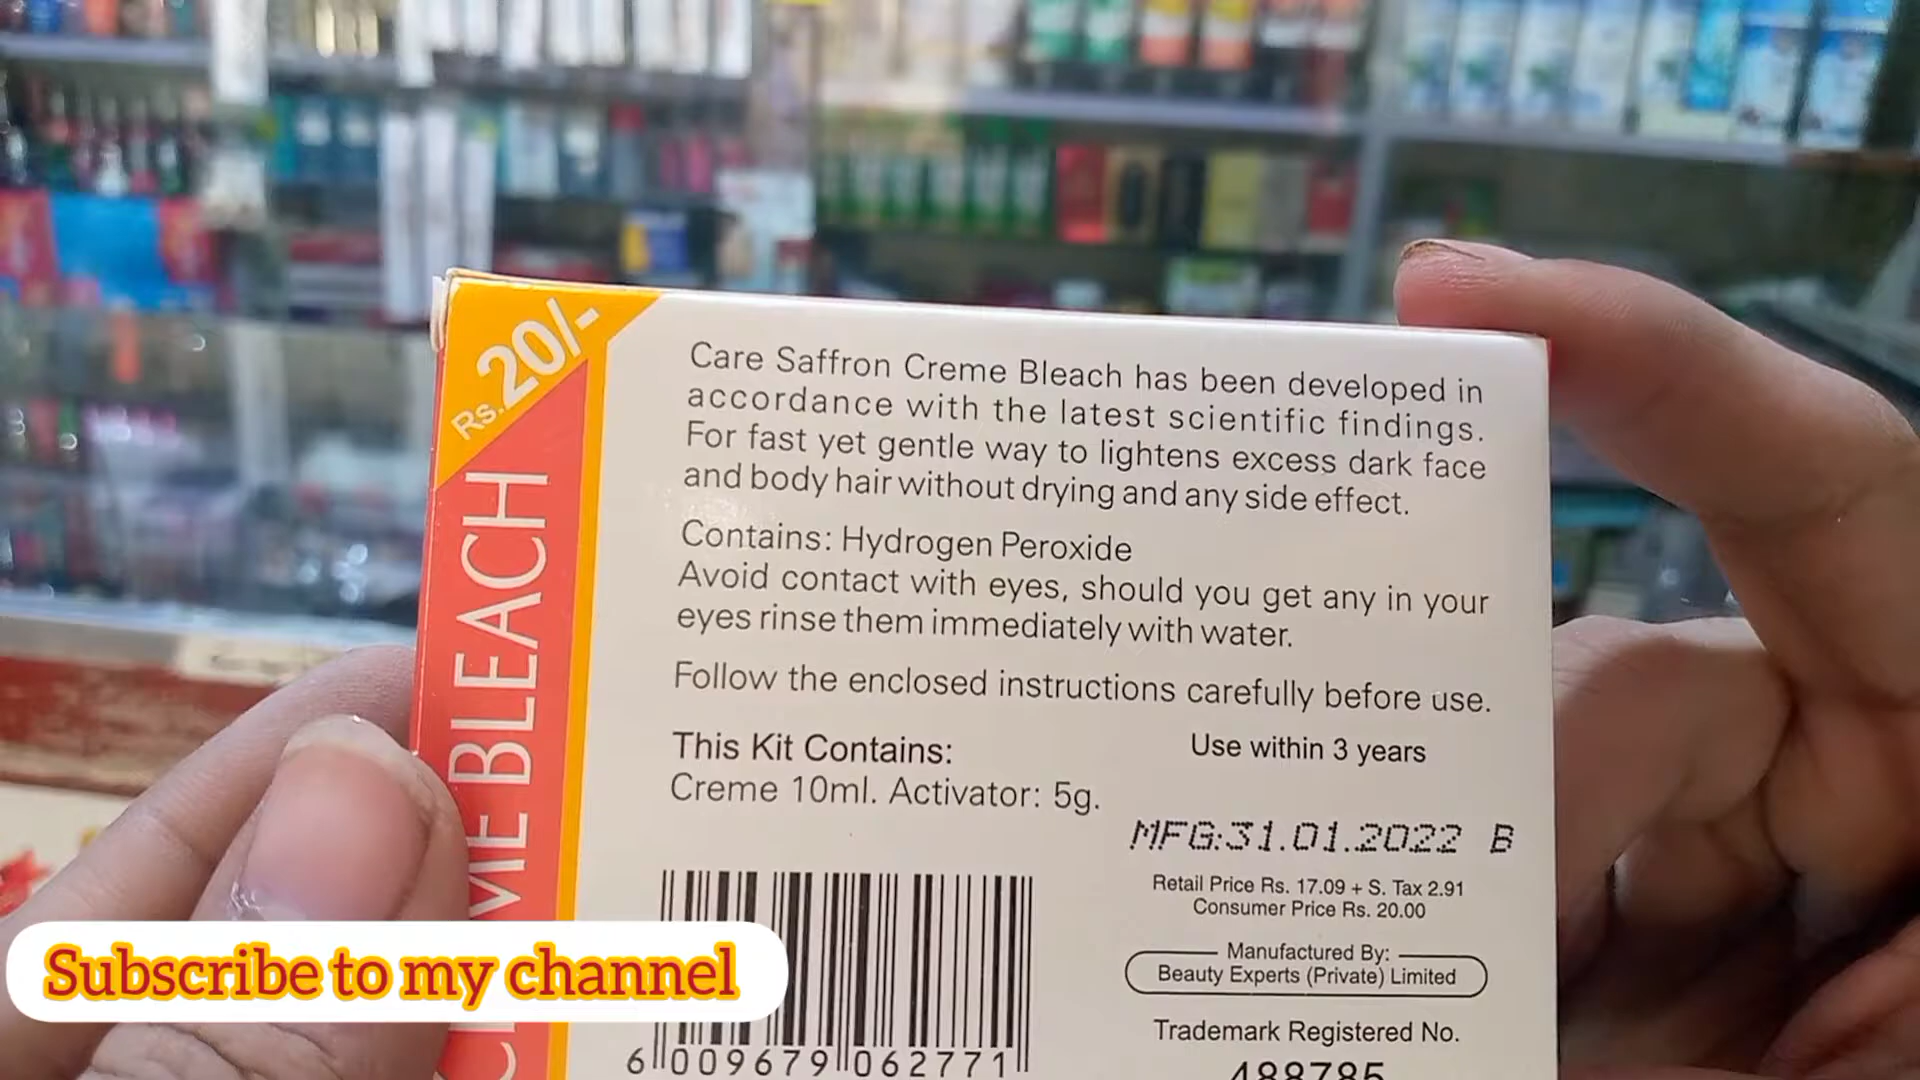 Rs.20/-
CREME BLEACH
Care Saffron Creme Bleach has been developed in
accordance with the latest scientific findings.
For fast yet gentle way to lightens excess dark face
and body hair without drying and any side effect.
Contains: Hydrogen Peroxide
Avoid contact with eyes, should you get any in your
eyes rinse them immediately with water.
Follow the enclosed instructions carefully before use.
This Kit Contains:
Creme 10ml. Activator: 5g.
Use within 3 years
MFG:31.01.2022 B
Retail Price Rs. 17.09 + S. Tax 2.91
Consumer Price Rs. 20.00
Manufactured By:
Beauty Experts (Private) Limited
Trademark Registered No.
488785
6 009679 062771
Subscribe to my channel